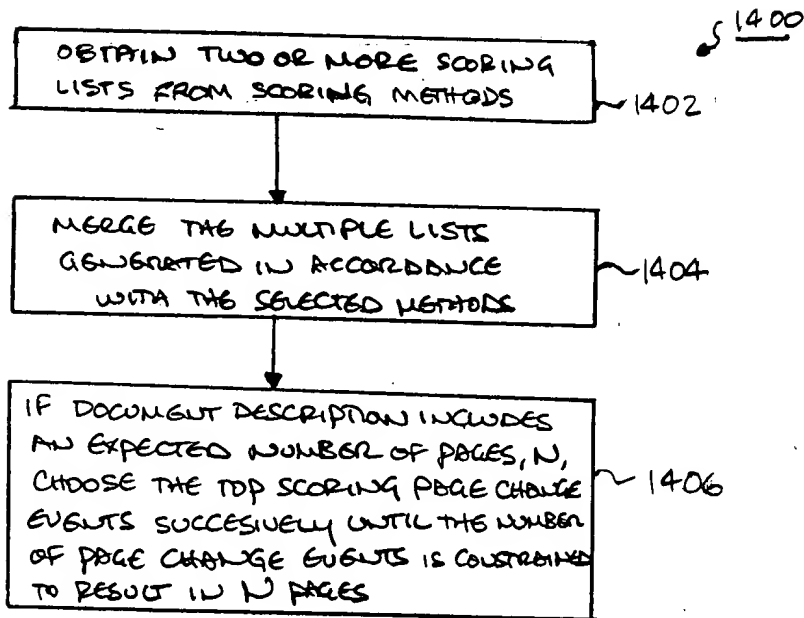 1400
OBTAIN TWO OR MORE SCORING
LISTS FROM SCORING METHODS
1402
MERGE THE MULTIPLE LISTS
GENERATED IN ACCORDANCE
WITH THE SELECTED METHODS
1404
IF DOCUMENT DESCRIPTION INCLUDES
AN EXPECTED NUMBER OF PAGES, N,
CHOOSE THE TOP SCORING PAGE CHANGE
EVENTS SUCCESIVELY UNTIL THE NUMBER
OF PAGE CHANGE EVENTS IS CONSTRAINED
TO RESULT IN N PAGES
1406